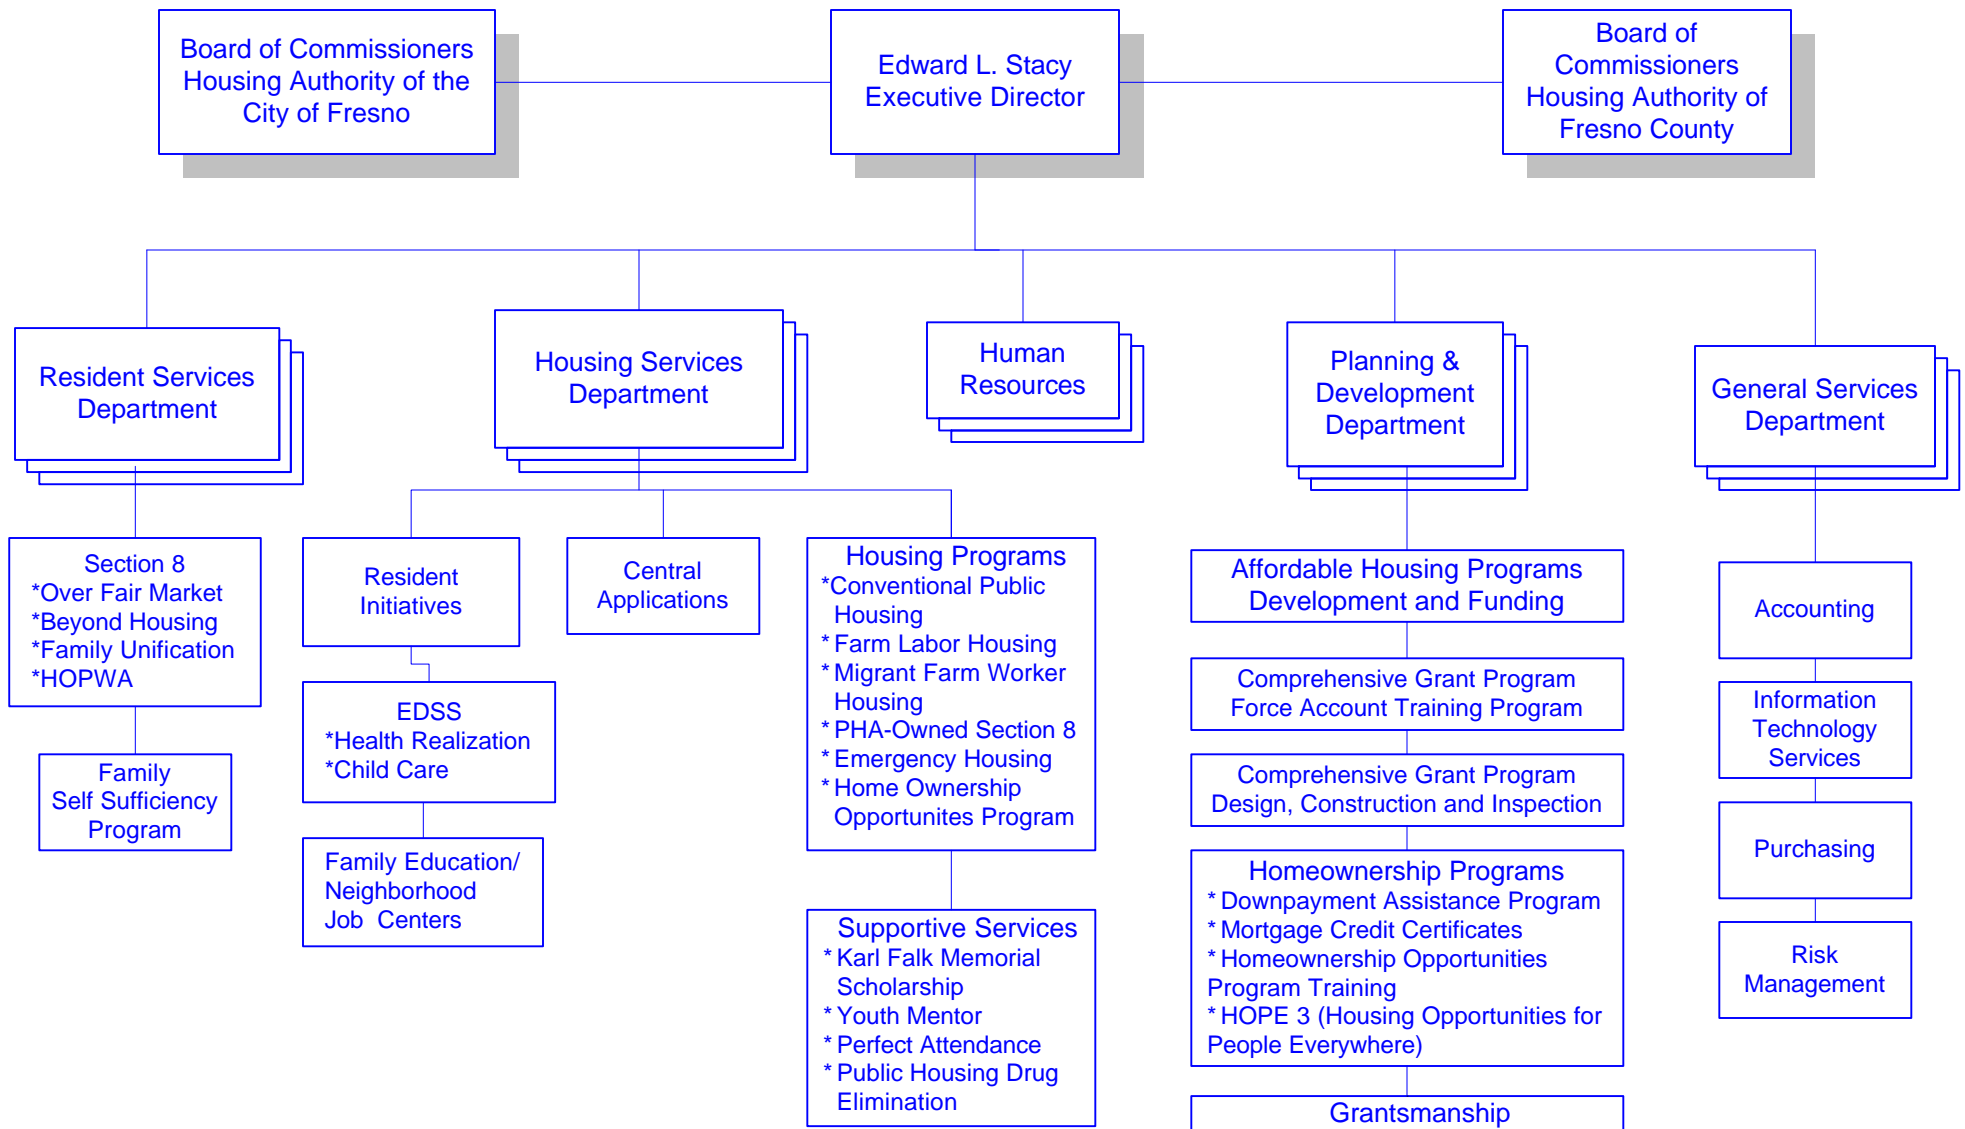 Board of Commissioners
Housing Authority of the
City of Fresno
Edward L. Stacy
Executive Director
Board of
Commissioners
Housing Authority of
Fresno County
Resident Services
Department
Housing Services
Department
Human
Resources
Planning &
Development
Department
General Services
Department
Section 8
*Over Fair Market
*Beyond Housing
*Family Unification
*HOPWA
Family
Self Sufficiency
Program
Resident
Initiatives
EDSS
*Health Realization
*Child Care
Family Education/
Neighborhood
Job Centers
Central
Applications
Housing Programs
*Conventional Public
Housing
* Farm Labor Housing
* Migrant Farm Worker
Housing
* PHA-Owned Section 8
* Emergency Housing
* Home Ownership
Opportunites Program
Supportive Services
* Karl Falk Memorial
Scholarship
* Youth Mentor
* Perfect Attendance
* Public Housing Drug
Elimination
Affordable Housing Programs
Development and Funding
Comprehensive Grant Program
Force Account Training Program
Comprehensive Grant Program
Design, Construction and Inspection
Homeownership Programs
* Downpayment Assistance Program
* Mortgage Credit Certificates
* Homeownership Opportunities
Program Training
* HOPE 3 (Housing Opportunities for
People Everywhere)
Grantsmanship
Accounting
Information
Technology
Services
Purchasing
Risk
Management